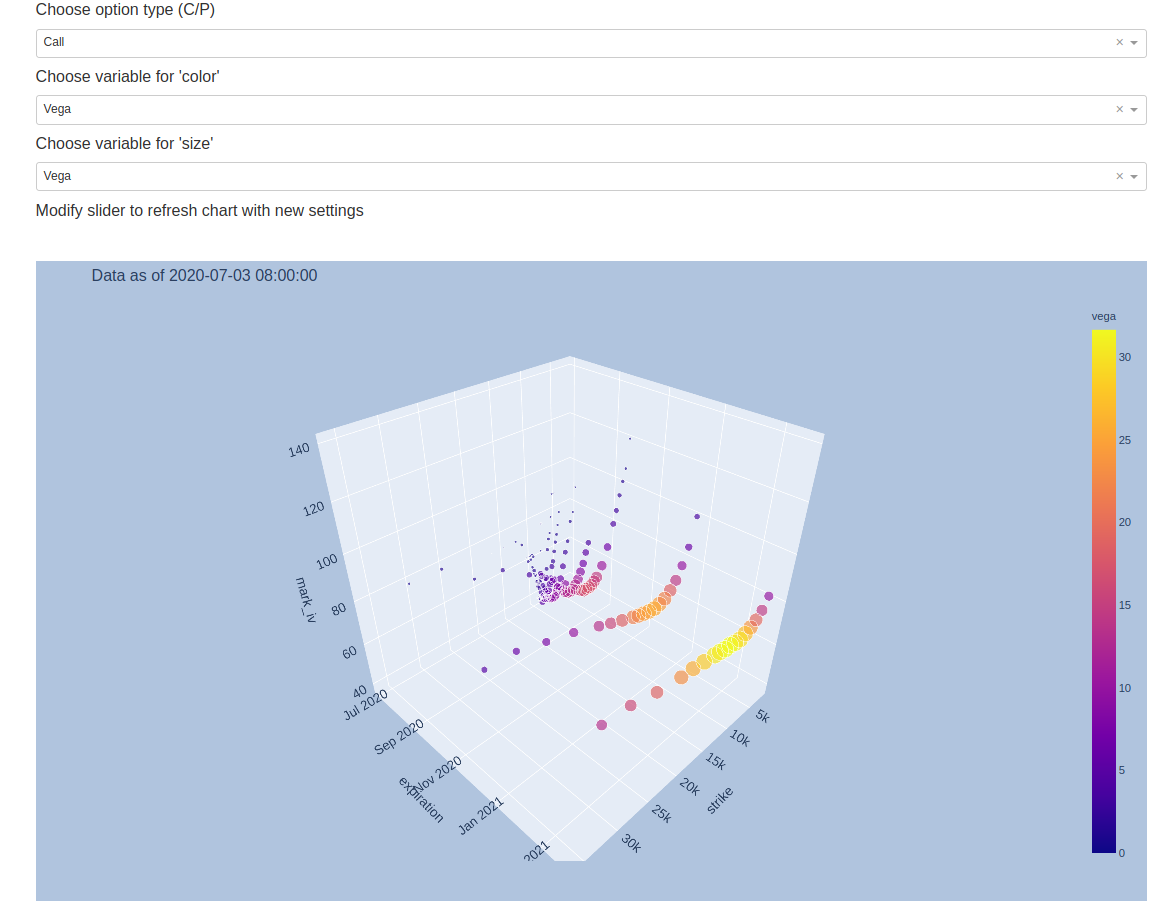 Choose option type (C/P)
Call
×
Choose variable for 'color'
Vega
×
Choose variable for 'size'
Vega
×
Modify slider to refresh chart with new settings
Data as of 2020-07-03 08:00:00
vega
30
25
20
15
10
5
0
140
120
100
80
60
40
mark_iv
Jul 2020
Sep 2020
Nov 2020
Jan 2021
2021
expiration
5k
10k
15k
20k
25k
30k
strike